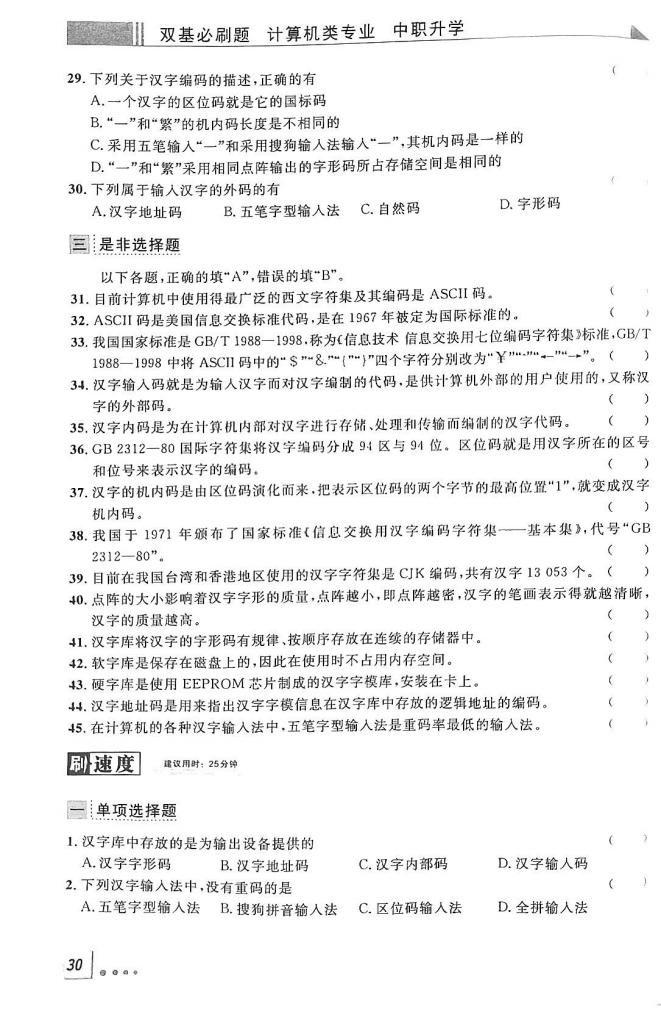 双基必刷题 计算机类专业 中职升学
29. 下列关于汉字编码的描述,正确的有 (
A. 一个汉字的区位码就是它的国标码
B. “一”和“繁”的机内码长度是不相同的
C. 采用五笔输入“一”和采用搜狗输入法输入“一”,其机内码是一样的
D. “一”和“繁”采用相同点阵输出的字形码所占存储空间是相同的
30. 下列属于输入汉字的外码的有 (
A. 汉字地址码 B. 五笔字型输入法 C. 自然码 D. 字形码
三 是非选择题
以下各题,正确的填“A”,错误的填“B”。
31. 目前计算机中使用得最广泛的西文字符集及其编码是 ASCII 码。 ( )
32. ASCII 码是美国信息交换标准代码,是在 1967 年被定为国际标准的。 ( )
33. 我国国家标准是 GB/T 1988—1998,称为《信息技术 信息交换用七位编码字符集》标准,GB/T
1988—1998 中将 ASCII 码中的“$”“&”“{”“}”四个字符分别改为“￥”“·”“←”“→”。 ( )
34. 汉字输入码就是为输入汉字而对汉字编制的代码,是供计算机外部的用户使用的,又称汉
字的外部码。 ( )
35. 汉字内码是为在计算机内部对汉字进行存储、处理和传输而编制的汉字代码。 ( )
36. GB 2312—80 国际字符集将汉字编码分成 94 区与 94 位。区位码就是用汉字所在的区号
和位号来表示汉字的编码。 ( )
37. 汉字的机内码是由区位码演化而来,把表示区位码的两个字节的最高位置“1”,就变成汉字
机内码。 ( )
38. 我国于 1971 年颁布了国家标准《信息交换用汉字编码字符集——基本集》,代号“GB
2312—80”。 ( )
39. 目前在我国台湾和香港地区使用的汉字字符集是 CJK 编码,共有汉字 13 053 个。 ( )
40. 点阵的大小影响着汉字字形的质量,点阵越小,即点阵越密,汉字的笔画表示得就越清晰,
汉字的质量越高。 ( )
41. 汉字库将汉字的字形码有规律、按顺序存放在连续的存储器中。 ( )
42. 软字库是保存在磁盘上的,因此在使用时不占用内存空间。 ( )
43. 硬字库是使用 EEPROM 芯片制成的汉字字模库,安装在卡上。 ( )
44. 汉字地址码是用来指出汉字字模信息在汉字库中存放的逻辑地址的编码。 ( )
45. 在计算机的各种汉字输入法中,五笔字型输入法是重码率最低的输入法。 ( )
刷速度 建议用时：25分钟
一 单项选择题
1. 汉字库中存放的是为输出设备提供的 ( )
A. 汉字字形码 B. 汉字地址码 C. 汉字内部码 D. 汉字输入码
2. 下列汉字输入法中,没有重码的是 ( )
A. 五笔字型输入法 B. 搜狗拼音输入法 C. 区位码输入法 D. 全拼输入法
30